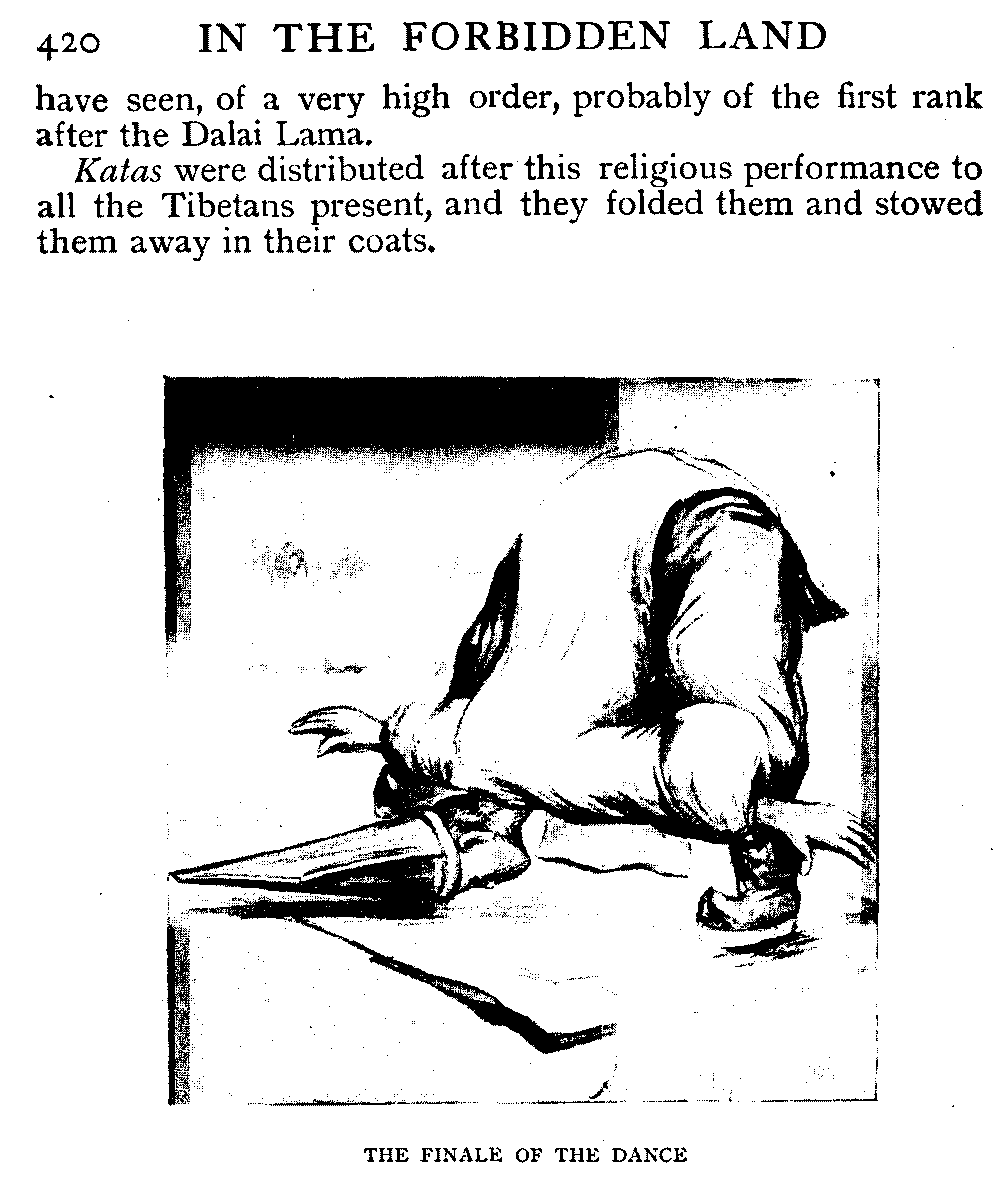 420 IN THE FORBIDDEN LAND
have seen, of a very high order, probably of the first rank
after the Dalai Lama.
Katas were distributed after this religious performance to
all the Tibetans present, and they folded them and stowed
them away in their coats.
THE FINALE OF THE DANCE